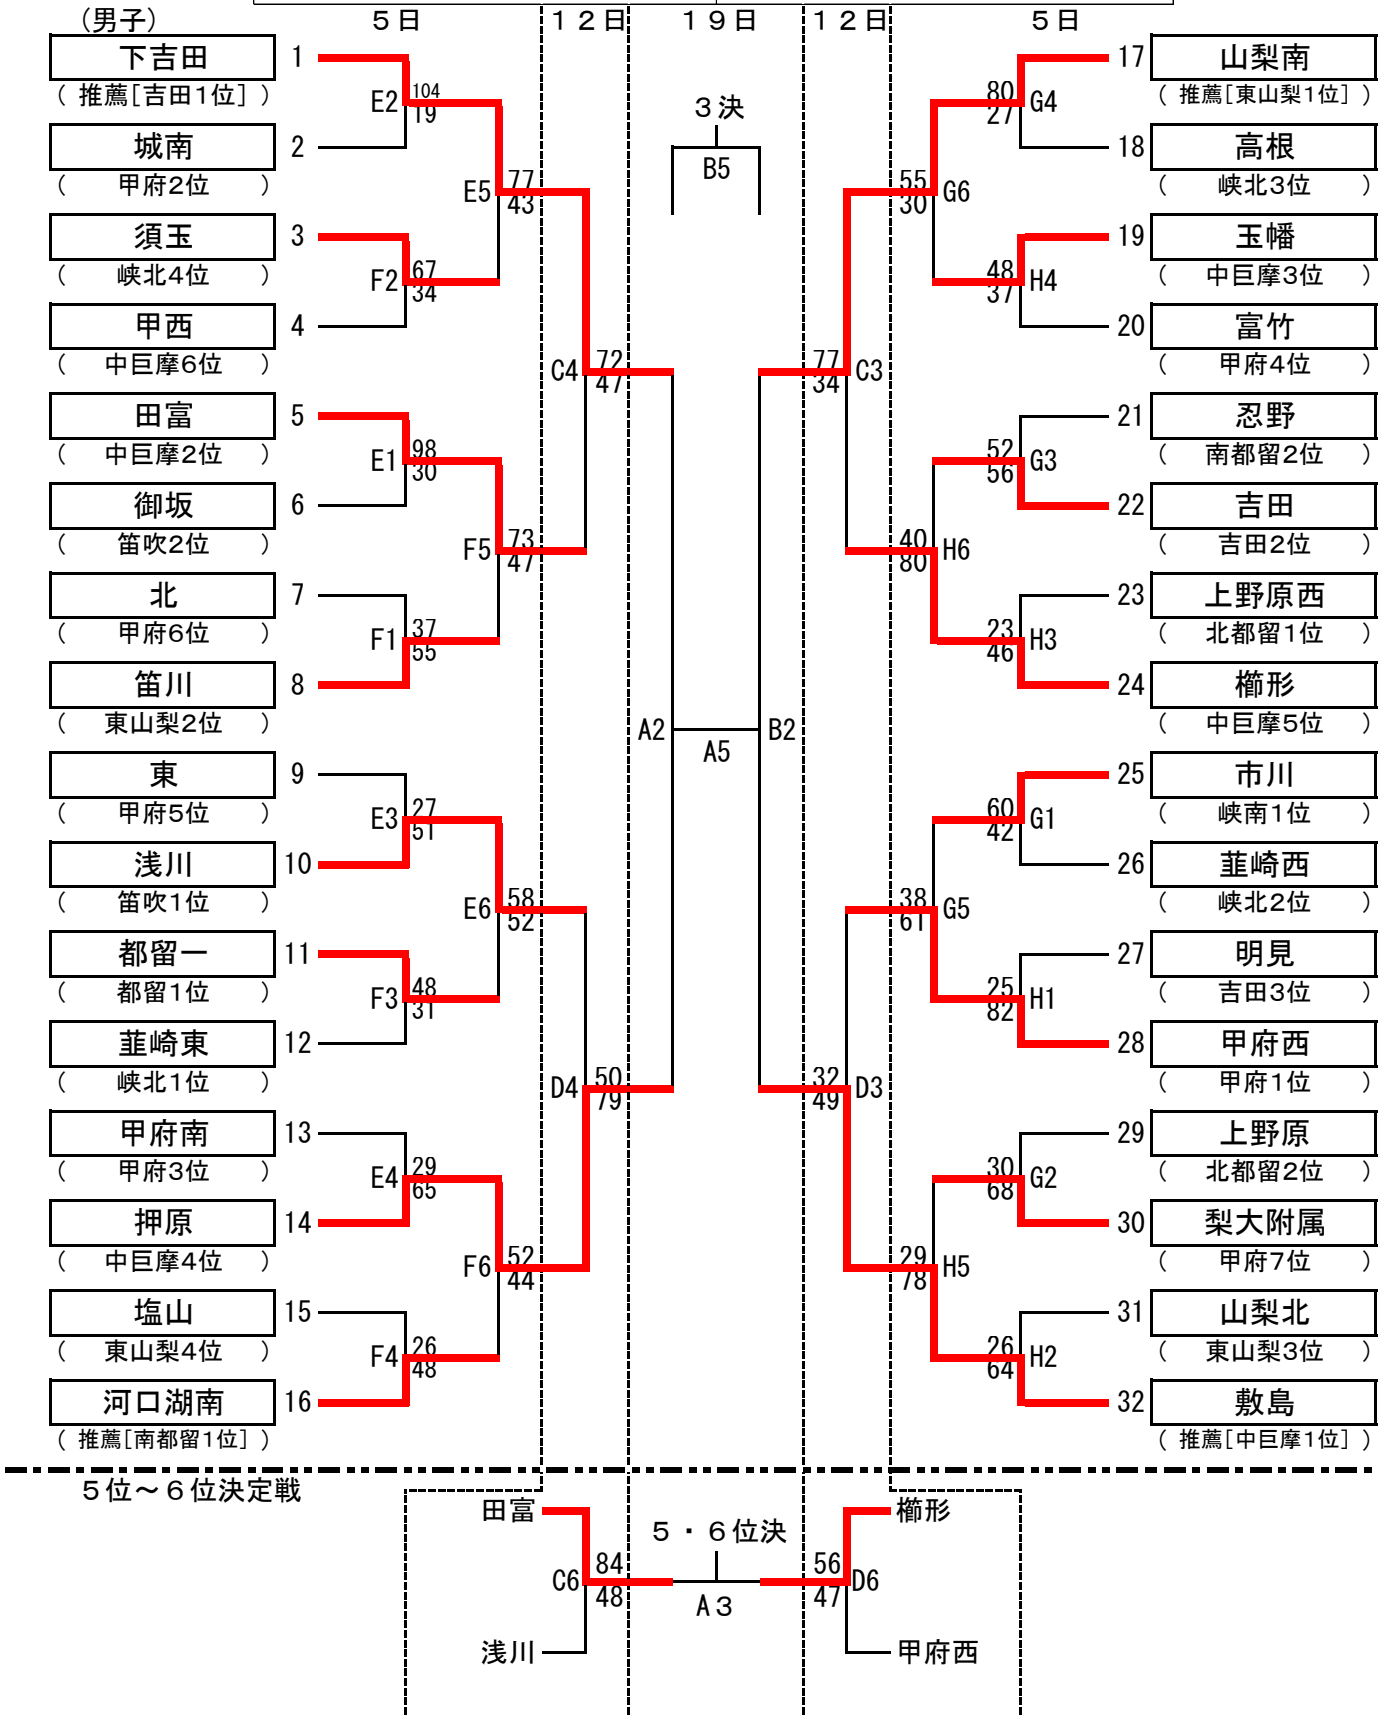 (男子)
5日 12日 19日 12日 5日
下吉田 1
( 推薦[吉田1位] )
E2 104
19
城南 2
( 甲府2位 )
E5 77
43
須玉 3
( 峡北4位 )
F2 67
34
甲西 4
( 中巨摩6位 )
C4 72
47
田富 5
( 中巨摩2位 )
E1 98
30
御坂 6
( 笛吹2位 )
F5 73
47
北 7
( 甲府6位 )
F1 37
55
笛川 8
( 東山梨2位 )
東 9
( 甲府5位 )
E3 27
51
浅川 10
( 笛吹1位 )
E6 58
52
都留一 11
( 都留1位 )
F3 48
31
韮崎東 12
( 峡北1位 )
D4 50
79
甲府南 13
( 甲府3位 )
E4 29
65
押原 14
( 中巨摩4位 )
F6 52
44
塩山 15
( 東山梨4位 )
F4 26
48
河口湖南 16
( 推薦[南都留1位] )
3決
B5
A2 A5 B2
17 山梨南
( 推薦[東山梨1位] )
80 G4
27
18 高根
( 峡北3位 )
55 G6
30
19 玉幡
( 中巨摩3位 )
48 H4
37
20 富竹
( 甲府4位 )
77 C3
34
21 忍野
( 南都留2位 )
52 G3
56
22 吉田
( 吉田2位 )
40 H6
80
23 上野原西
( 北都留1位 )
23 H3
46
24 櫛形
( 中巨摩5位 )
25 市川
( 峡南1位 )
60 G1
42
26 韮崎西
( 峡北2位 )
38 G5
61
27 明見
( 吉田3位 )
25 H1
82
28 甲府西
( 甲府1位 )
32 D3
49
29 上野原
( 北都留2位 )
30 G2
68
30 梨大附属
( 甲府7位 )
29 H5
78
31 山梨北
( 東山梨3位 )
26 H2
64
32 敷島
( 推薦[中巨摩1位] )
5位～6位決定戦
田富 櫛形
5・6位決
C6 84 56 D6
48 A3 47
浅川 甲府西